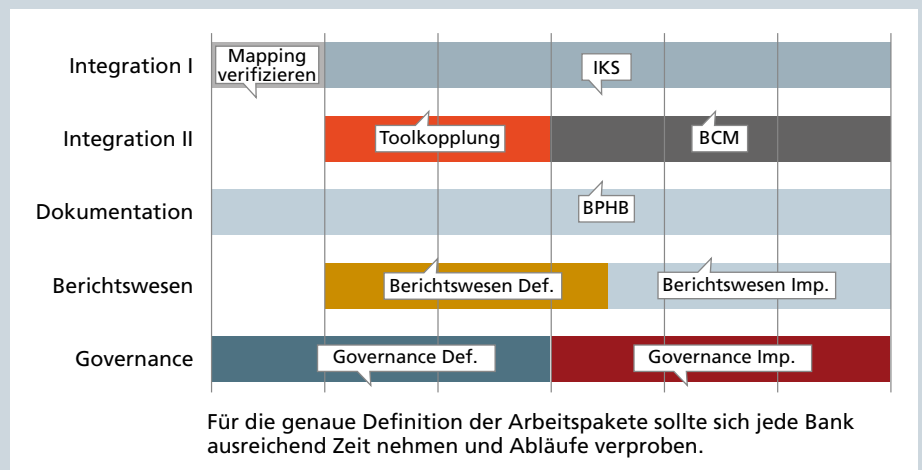 Integration I
Mapping
verifizieren
IKS
Integration II
Toolkopplung
BCM
Dokumentation
BPHB
Berichtswesen
Berichtswesen Def.
Berichtswesen Imp.
Governance
Governance Def.
Governance Imp.
Für die genaue Definition der Arbeitspakete sollte sich jede Bank
ausreichend Zeit nehmen und Abläufe verproben.